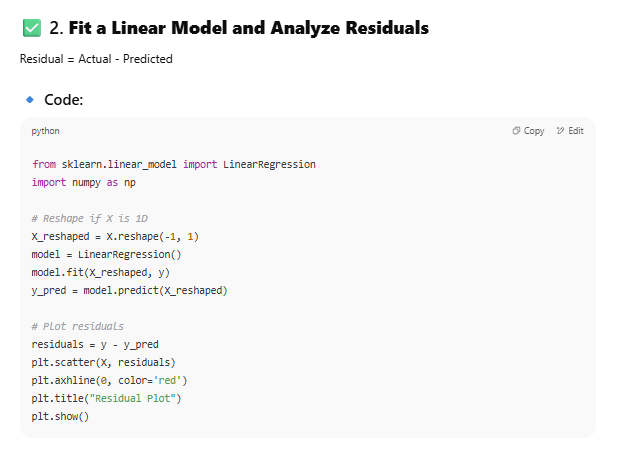 ✅ 2. Fit a Linear Model and Analyze Residuals
Residual = Actual - Predicted
🔹 Code:
python
Copy
Edit
from sklearn.linear_model import LinearRegression
import numpy as np
# Reshape if X is 1D
X_reshaped = X.reshape(-1, 1)
model = LinearRegression()
model.fit(X_reshaped, y)
y_pred = model.predict(X_reshaped)
# Plot residuals
residuals = y - y_pred
plt.scatter(X, residuals)
plt.axhline(0, color='red')
plt.title("Residual Plot")
plt.show()